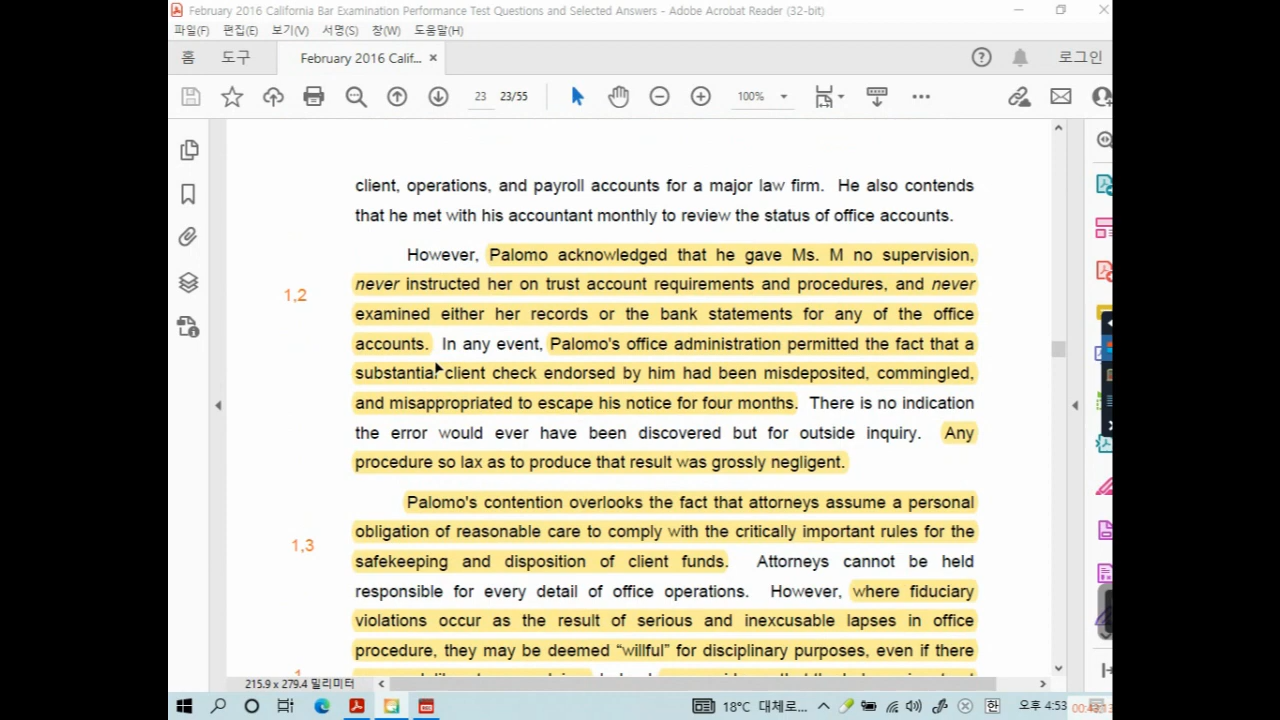 February 2016 California Bar Examination Performance Test Questions and Selected Answers - Adobe Acrobat Reader (32-bit)
파일(F) 편집(E) 보기(V) 서명(S) 창(W) 도움말(H)
홈 도구 February 2016 Calif... × 로그인
23 23/55 100%
client, operations, and payroll accounts for a major law firm. He also contends
that he met with his accountant monthly to review the status of office accounts.
However, Palomo acknowledged that he gave Ms. M no supervision,
never instructed her on trust account requirements and procedures, and never
1,2
examined either her records or the bank statements for any of the office
accounts. In any event, Palomo's office administration permitted the fact that a
substantial client check endorsed by him had been misdeposited, commingled,
and misappropriated to escape his notice for four months. There is no indication
the error would ever have been discovered but for outside inquiry. Any
procedure so lax as to produce that result was grossly negligent.
Palomo's contention overlooks the fact that attorneys assume a personal
obligation of reasonable care to comply with the critically important rules for the
1,3
safekeeping and disposition of client funds. Attorneys cannot be held
responsible for every detail of office operations. However, where fiduciary
violations occur as the result of serious and inexcusable lapses in office
procedure, they may be deemed “willful” for disciplinary purposes, even if there
215.9 x 279.4 밀리미터
18°C 대체로... 한 오후 4:53